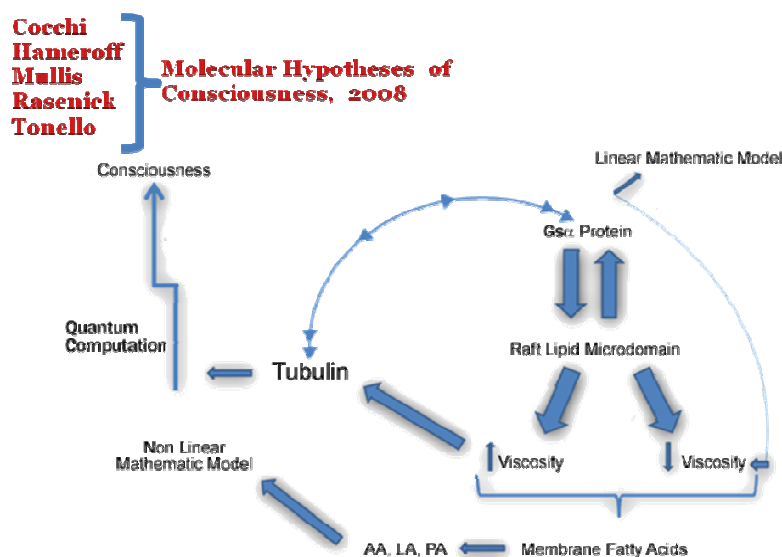 Cocchi
Hameroff
Mullis
Rasenick
Tonello
Molecular Hypotheses of
Consciousness, 2008
Consciousness
Linear Mathematic Model
Gsα Protein
Quantum
Computation
Raft Lipid Microdomain
Tubulin
Non Linear
Mathematic Model
Viscosity
Viscosity
AA, LA, PA
Membrane Fatty Acids